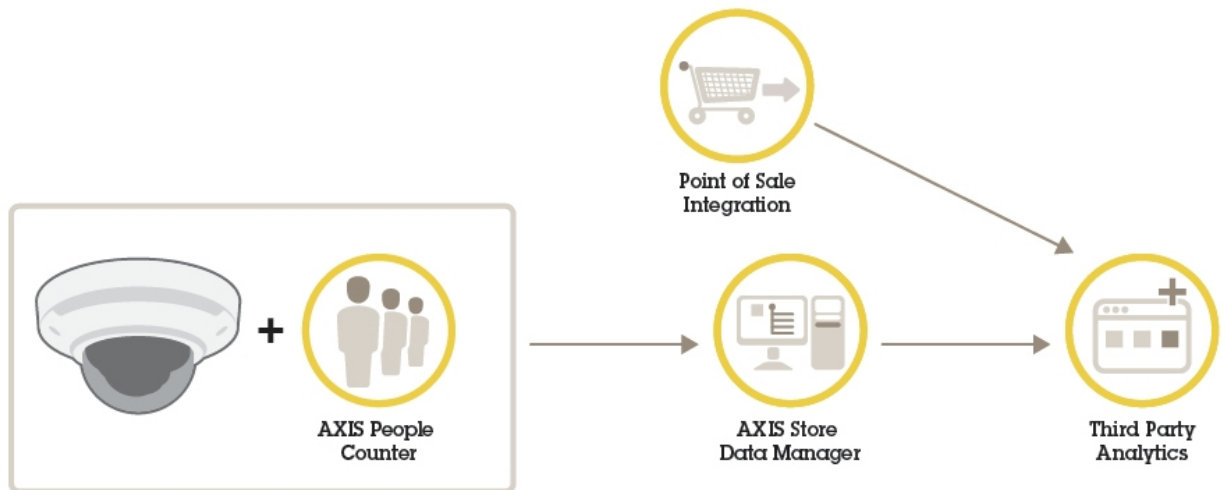 Point of Sale
Integration
AXIS People
Counter
AXIS Store
Data Manager
Third Party
Analytics